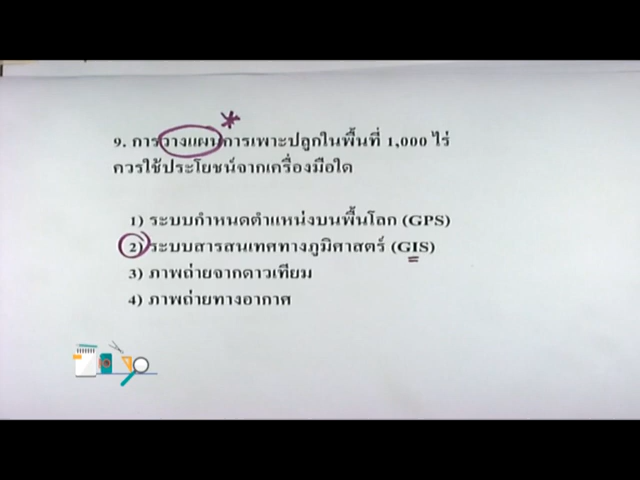 9. การวางแผนการเพาะปลูกในพื้นที่ 1,000 ไร่
ควรใช้ประโยชน์จากเครื่องมือใด
1) ระบบกำหนดตำแหน่งบนพื้นโลก (GPS)
2) ระบบสารสนเทศทางภูมิศาสตร์ (GIS)
3) ภาพถ่ายจากดาวเทียม
4) ภาพถ่ายทางอากาศ